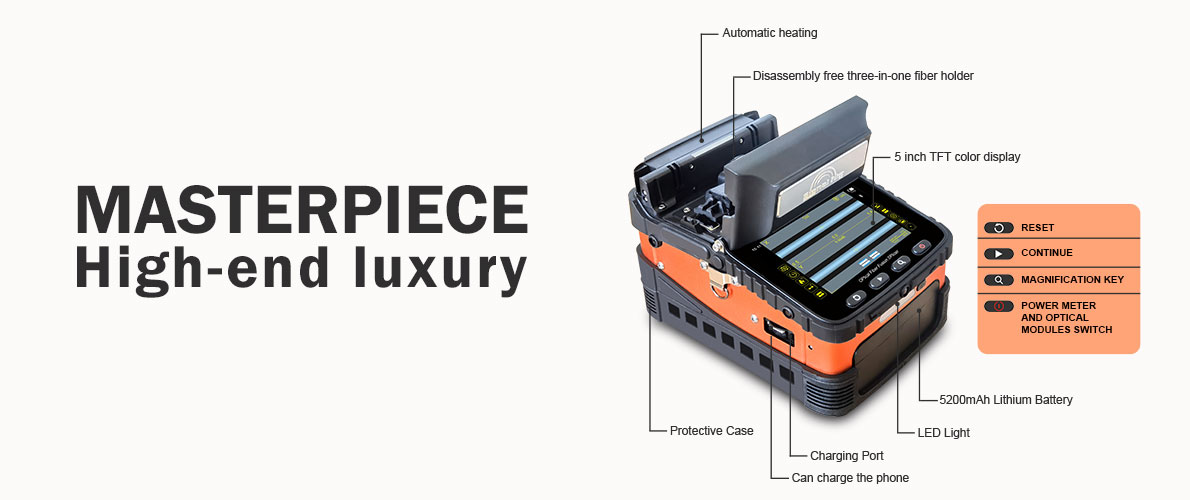 MASTERPIECE
High-end luxury
Automatic heating
Disassembly free three-in-one fiber holder
5 inch TFT color display
5200mAh Lithium Battery
LED Light
Charging Port
Can charge the phone
Protective Case
RESET
CONTINUE
MAGNIFICATION KEY
POWER METER
AND OPTICAL
MODULES SWITCH